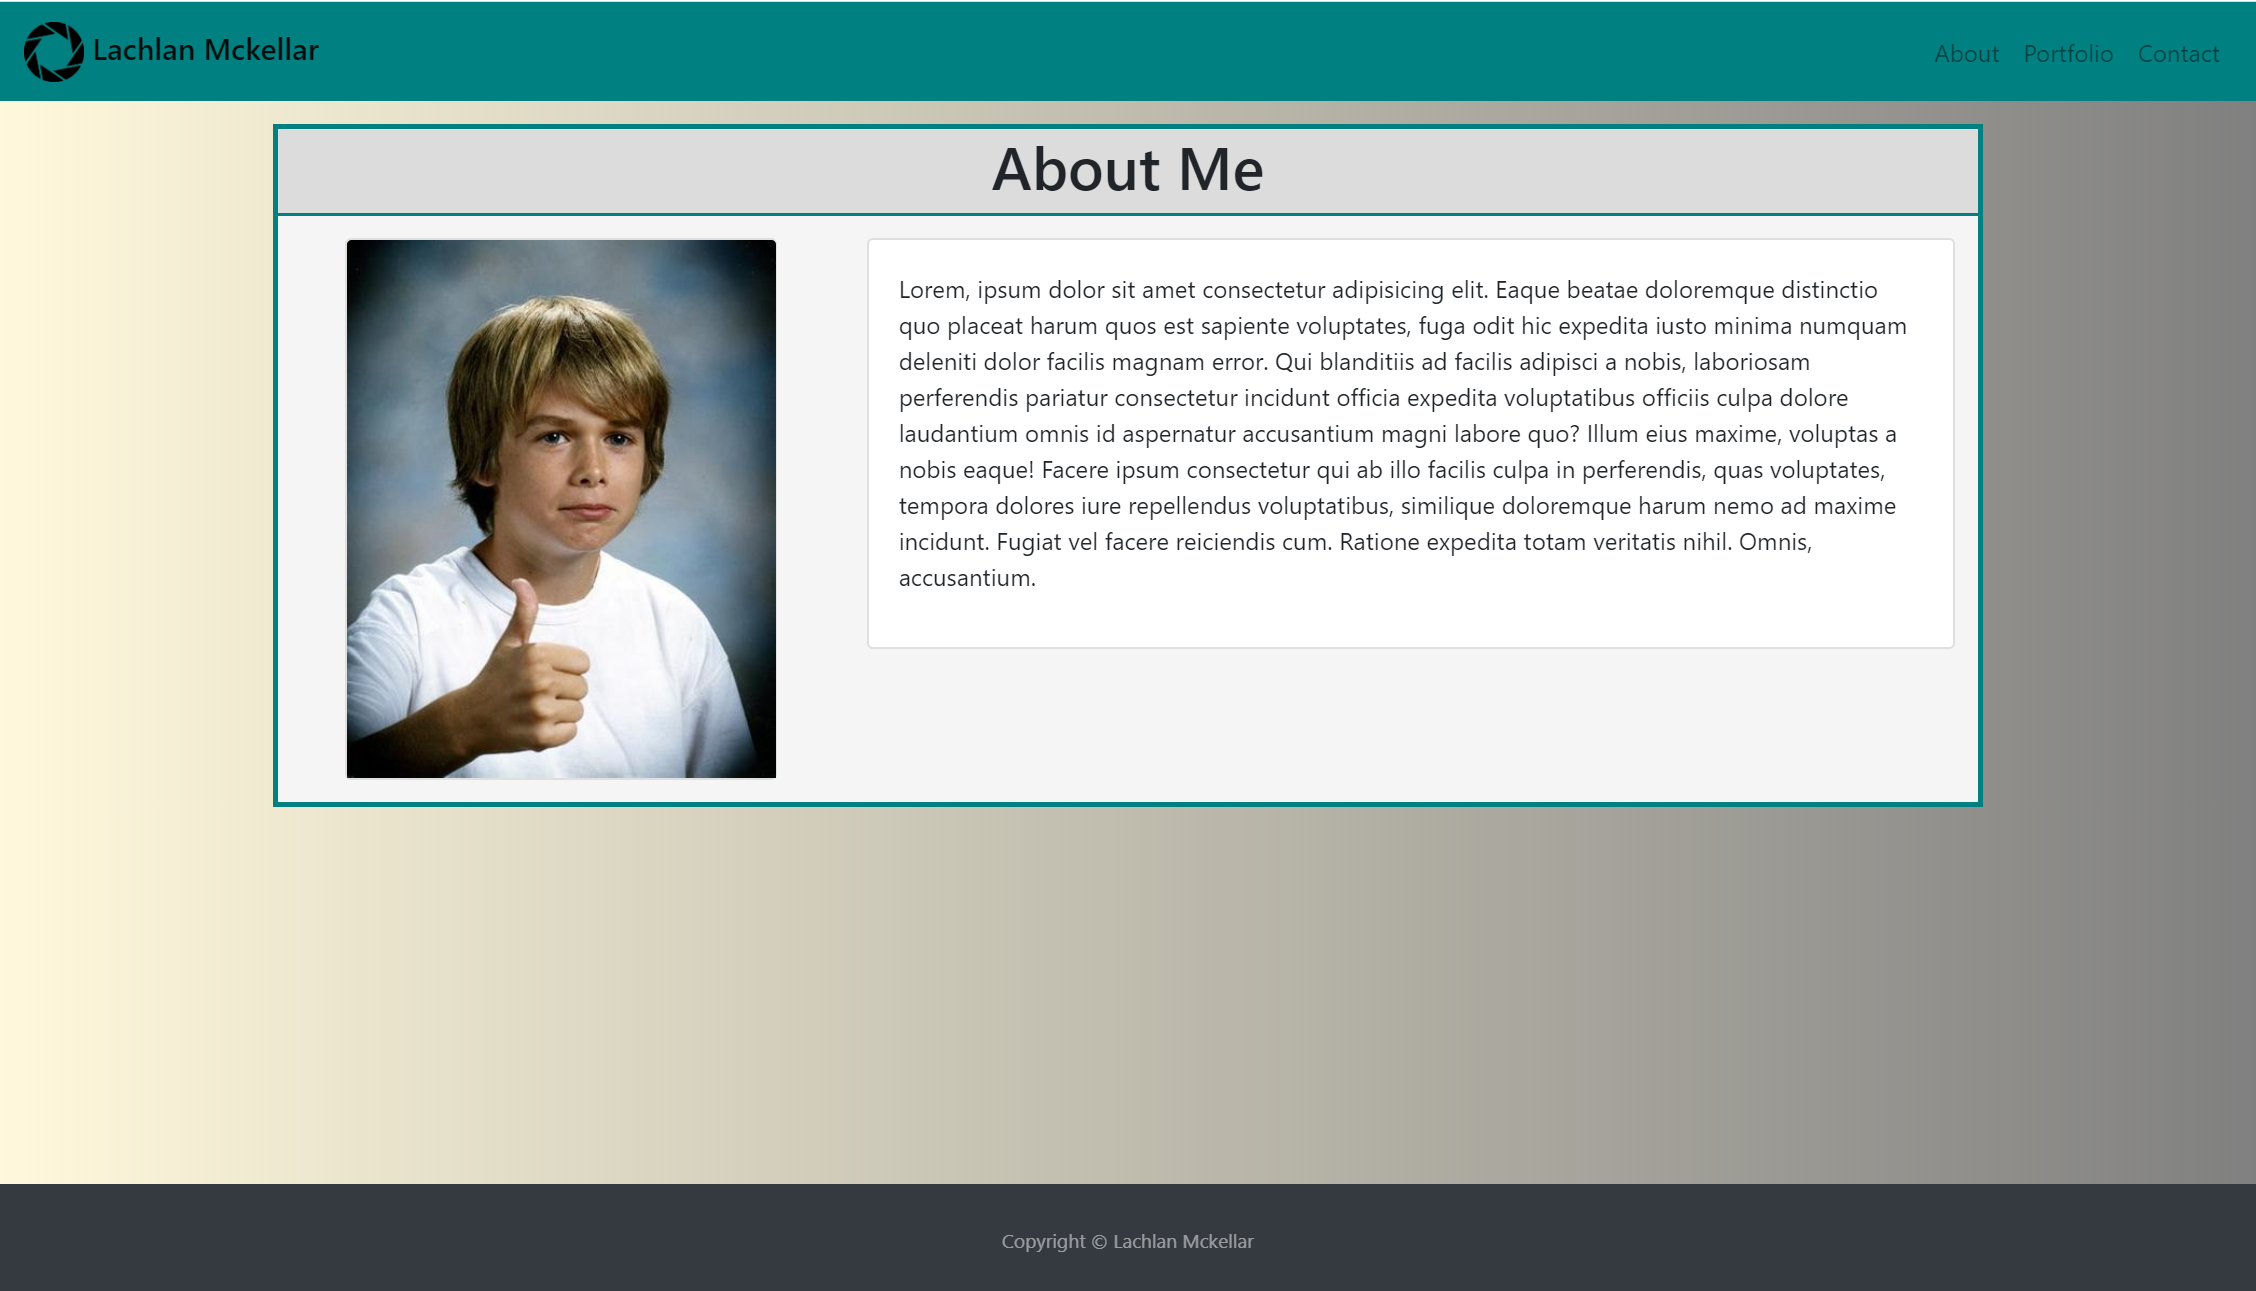 Lachlan Mckellar
About Portfolio Contact
About Me
Lorem, ipsum dolor sit amet consectetur adipisicing elit. Eaque beatae doloremque distinctio
quo placeat harum quos est sapiente voluptates, fuga odit hic expedita iusto minima numquam
deleniti dolor facilis magnam error. Qui blanditiis ad facilis adipisci a nobis, laboriosam
perferendis pariatur consectetur incidunt officia expedita voluptatibus officiis culpa dolore
laudantium omnis id aspernatur accusantium magni labore quo? Illum eius maxime, voluptas a
nobis eaque! Facere ipsum consectetur qui ab illo facilis culpa in perferendis, quas voluptates,
tempora dolores iure repellendus voluptatibus, similique doloremque harum nemo ad maxime
incidunt. Fugiat vel facere reiciendis cum. Ratione expedita totam veritatis nihil. Omnis,
accusantium.
Copyright © Lachlan Mckellar